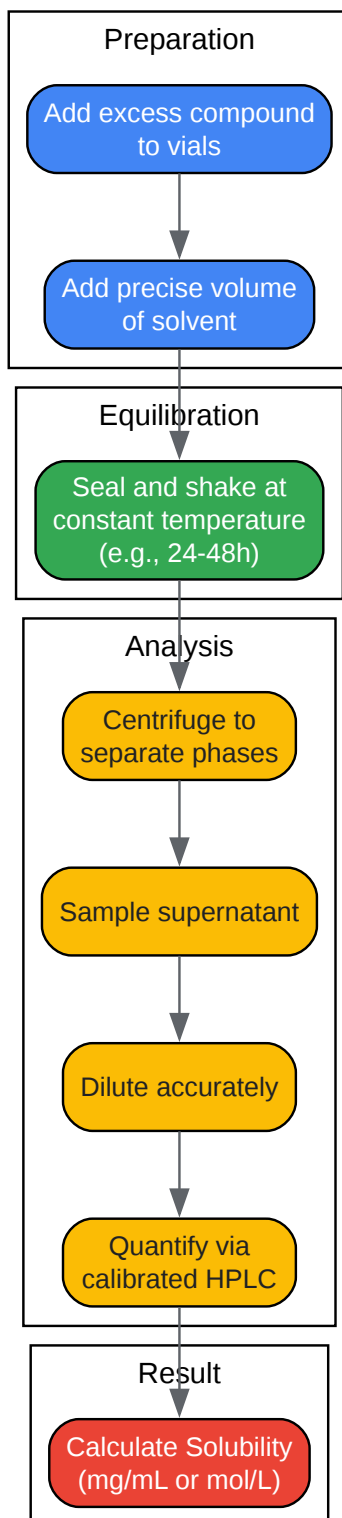 Preparation
Add excess compound
to vials
Add precise volume
of solvent
Equilibration
Seal and shake at
constant temperature
(e.g., 24-48h)
Analysis
Centrifuge to
separate phases
Sample supernatant
Dilute accurately
Quantify via
calibrated HPLC
Result
Calculate Solubility
(mg/mL or mol/L)